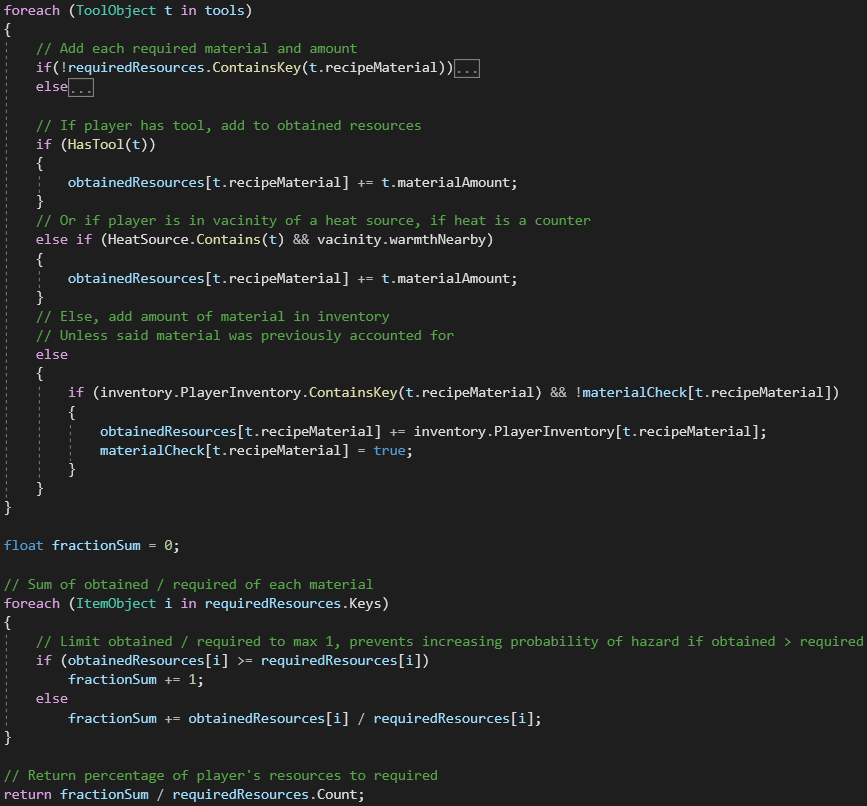 foreach (ToolObject t in tools)
{
// Add each required material and amount
if(!requiredResources.ContainsKey(t.recipeMaterial))...
else...
// If player has tool, add to obtained resources
if (HasTool(t))
{
obtainedResources[t.recipeMaterial] += t.materialAmount;
}
// Or if player is in vacinity of a heat source, if heat is a counter
else if (HeatSource.Contains(t) && vacinity.warmthNearby)
{
obtainedResources[t.recipeMaterial] += t.materialAmount;
}
// Else, add amount of material in inventory
// Unless said material was previously accounted for
else
{
if (inventory.PlayerInventory.ContainsKey(t.recipeMaterial) && !materialCheck[t.recipeMaterial])
{
obtainedResources[t.recipeMaterial] += inventory.PlayerInventory[t.recipeMaterial];
materialCheck[t.recipeMaterial] = true;
}
}
}
float fractionSum = 0;
// Sum of obtained / required of each material
foreach (ItemObject i in requiredResources.Keys)
{
// Limit obtained / required to max 1, prevents increasing probability of hazard if obtained > required
if (obtainedResources[i] >= requiredResources[i])
fractionSum += 1;
else
fractionSum += obtainedResources[i] / requiredResources[i];
}
// Return percentage of player's resources to required
return fractionSum / requiredResources.Count;